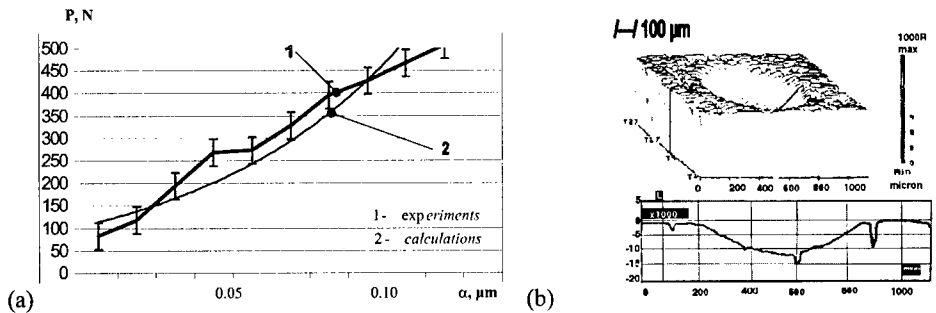 P, N
500
450
400
350
300
250
200
150
100
50
0
1
2
1- experiments
2- calculations
0.05
0.10
α, µm
(a)
100 µm
1000R
max
min
micron
0
200
400
600
800
1000
L
x1000
5
0
-5
-10
-15
-20
0
200
400
600
800
1000
(b)